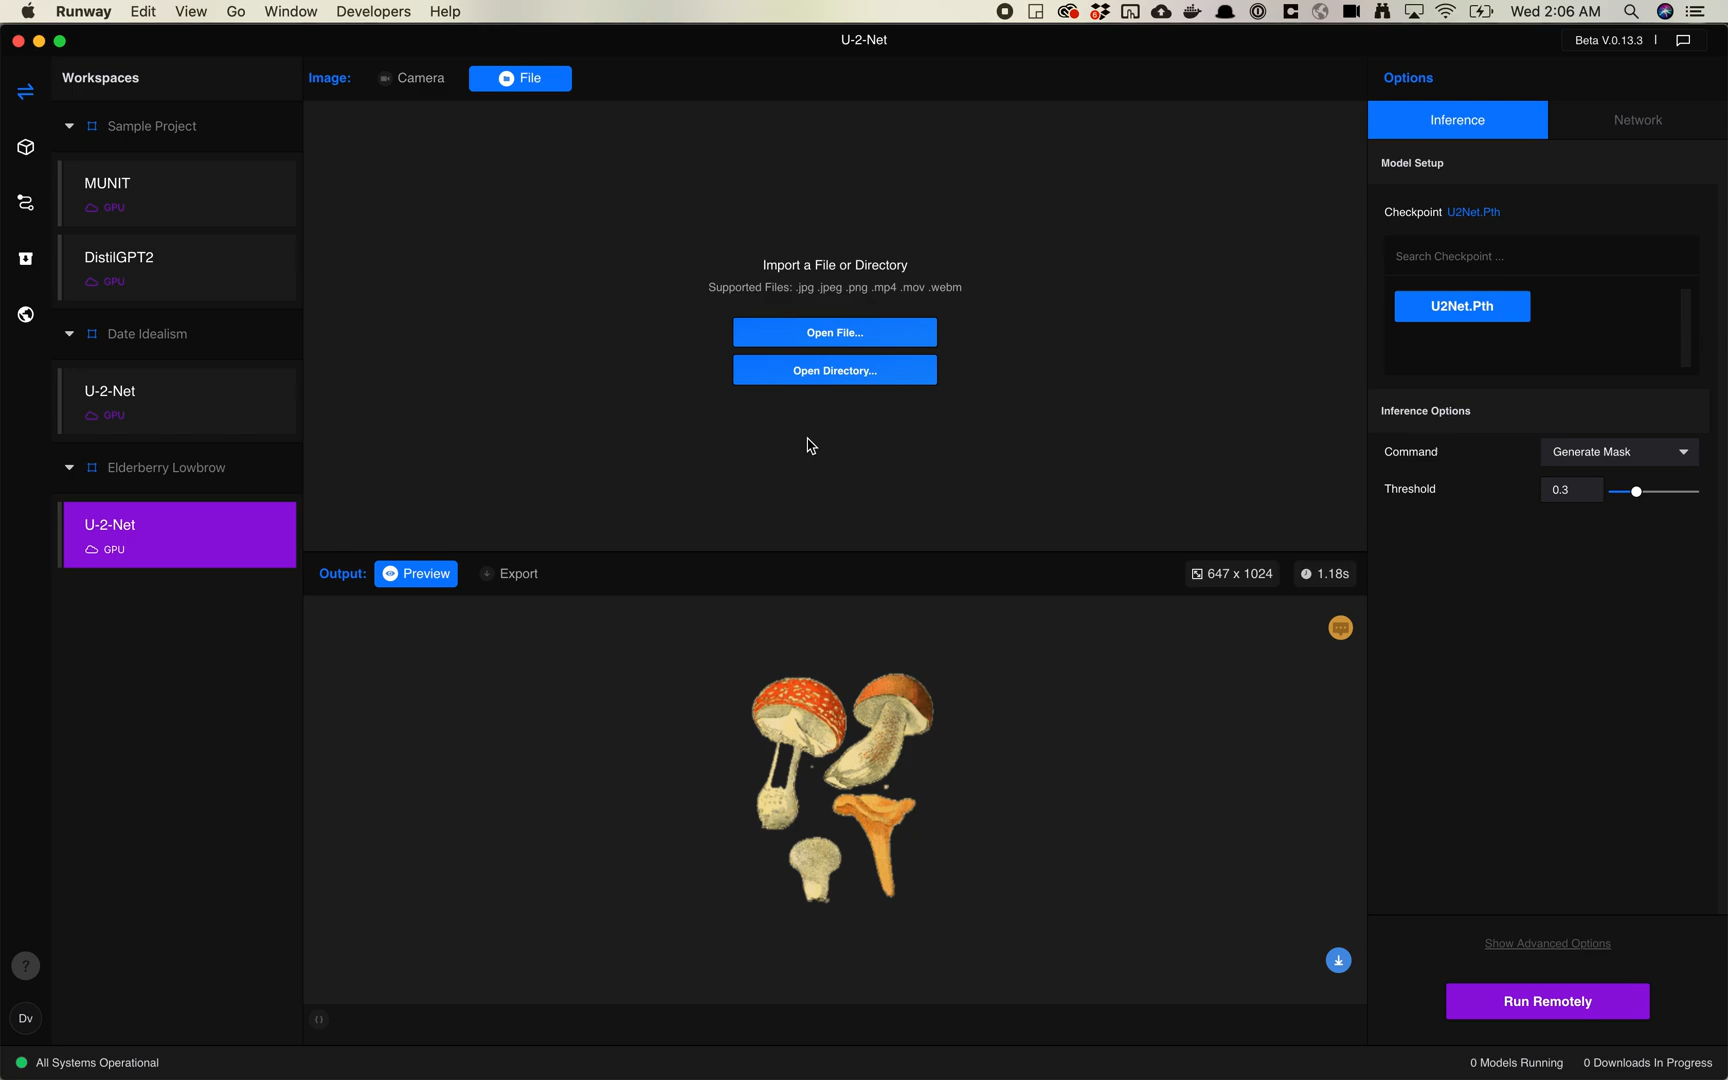 Runway Edit View Go Window Developers Help
Wed 2:06 AM
U-2-Net
Beta V.0.13.3
Workspaces
Image: Camera File
Options
Sample Project
Inference Network
Model Setup
MUNIT
GPU
Checkpoint U2Net.Pth
DistilGPT2
GPU
Search Checkpoint ...
Import a File or Directory
Supported Files: .jpg .jpeg .png .mp4 .mov .webm
U2Net.Pth
Date Idealism
Open File...
Open Directory...
U-2-Net
GPU
Inference Options
Command Generate Mask
Elderberry Lowbrow
Threshold 0.3
U-2-Net
GPU
Output: Preview Export
647 x 1024 1.18s
Show Advanced Options
?
Run Remotely
Dv
{}
All Systems Operational
0 Models Running 0 Downloads In Progress